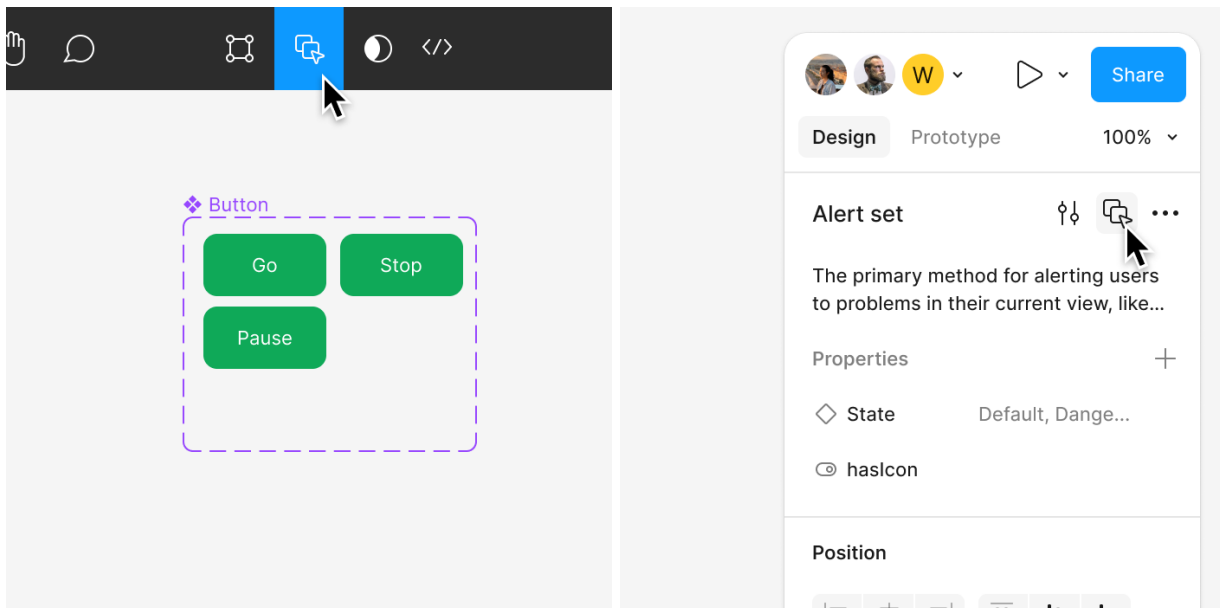 Button
Go
Stop
Pause
W
Share
Design
Prototype
100%
Alert set
The primary method for alerting users
to problems in their current view, like...
Properties
State
Default, Dange...
hasIcon
Position